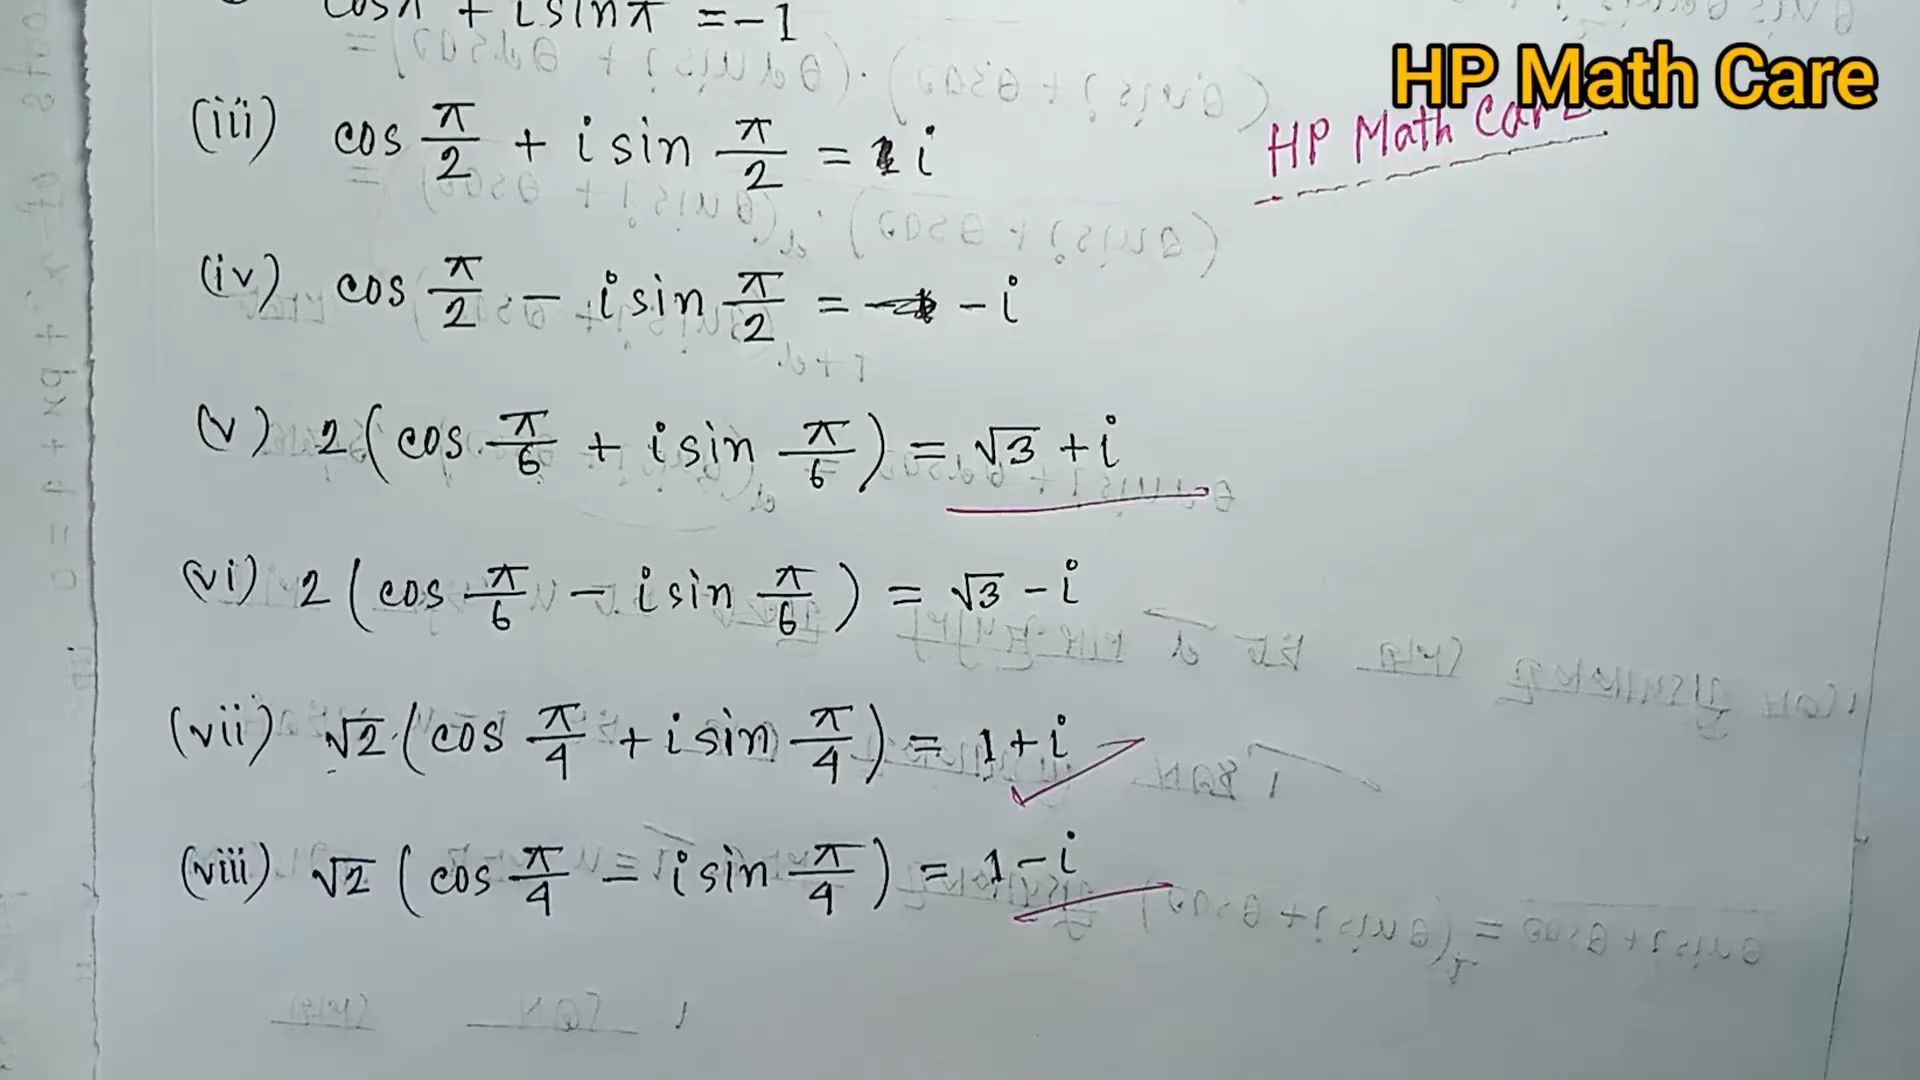 cosπ + i sinπ = -1
HP Math Care
HP Math Care
(iii) cos π/2 + i sin π/2 = i
(iv) cos π/2 - i sin π/2 = - i
(v) 2 (cos π/6 + i sin π/6) = √3 + i
(vi) 2 (cos π/6 - i sin π/6) = √3 - i
(vii) √2 (cos π/4 + i sin π/4) = 1 + i
(viii) √2 (cos π/4 - i sin π/4) = 1 - i